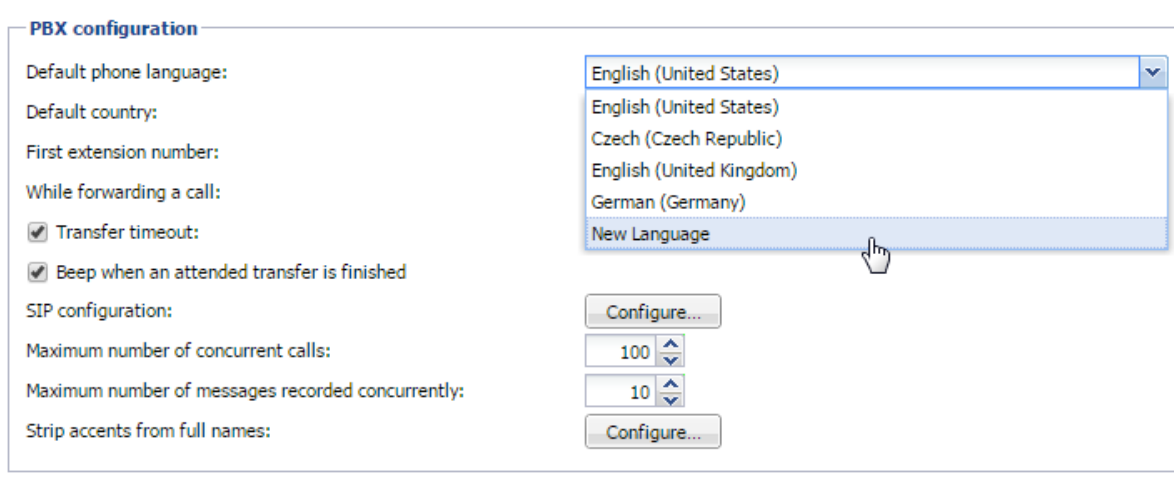 PBX configuration
Default phone language:
English (United States)
English (United States)
Default country:
Czech (Czech Republic)
First extension number:
English (United Kingdom)
While forwarding a call:
German (Germany)
Transfer timeout:
New Language
Beep when an attended transfer is finished
SIP configuration:
Configure...
Maximum number of concurrent calls:
100
Maximum number of messages recorded concurrently:
10
Strip accents from full names:
Configure...